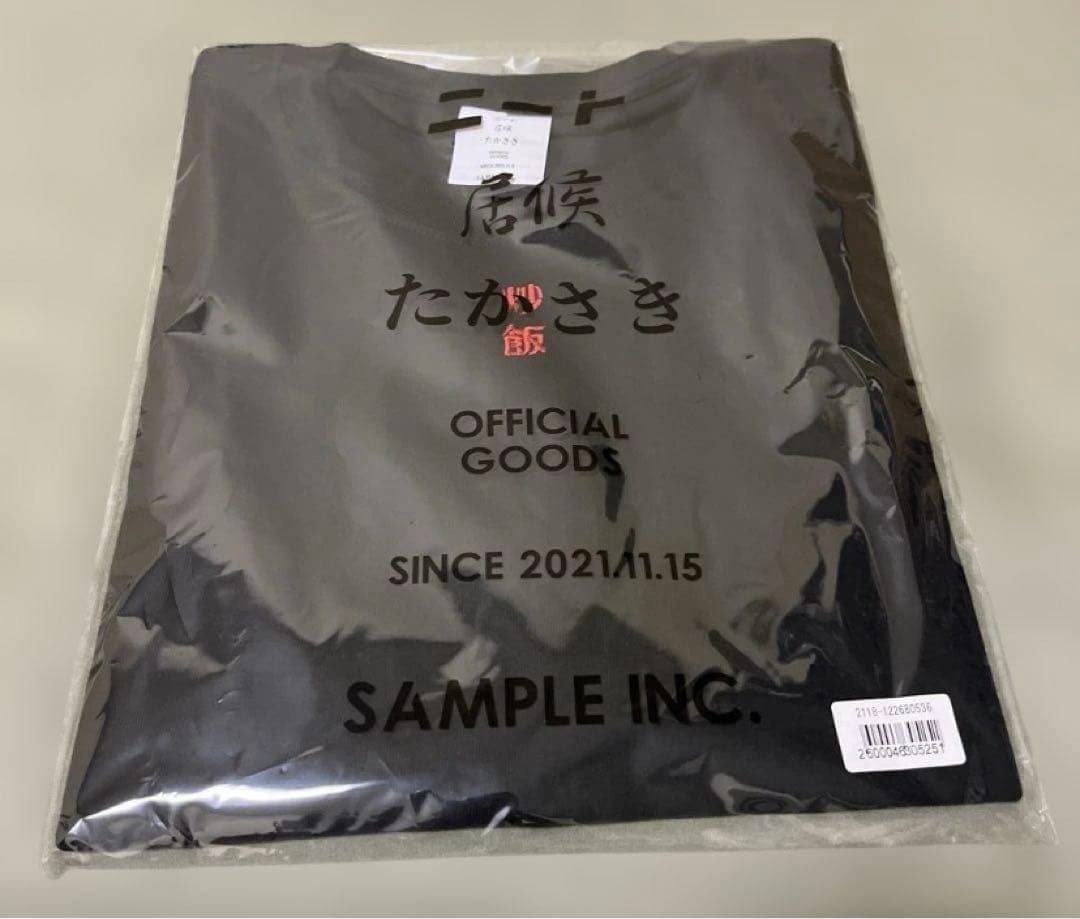 ニート
居候
たかさき
炒
飯
OFFICIAL
GOODS
SINCE 2021.11.15
SAMPLE INC.
2118-122680536
2600046305251